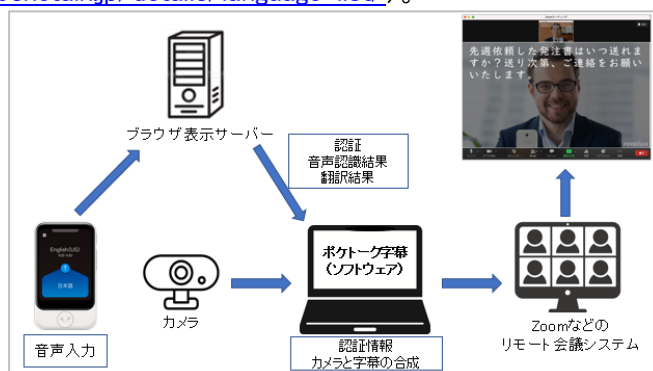 先週依頼した発注書はいつ送れま
すか?送り次第、ご連絡をお願い
いたします。
ブラウザ表示サーバー
認証
音声認識結果
翻訳結果
English(US)
日本語
音声入力
カメラ
ポケトーク字幕
(ソフトウェア)
認証情報
カメラと字幕の合成
Zoomなどの
リモート会議システム